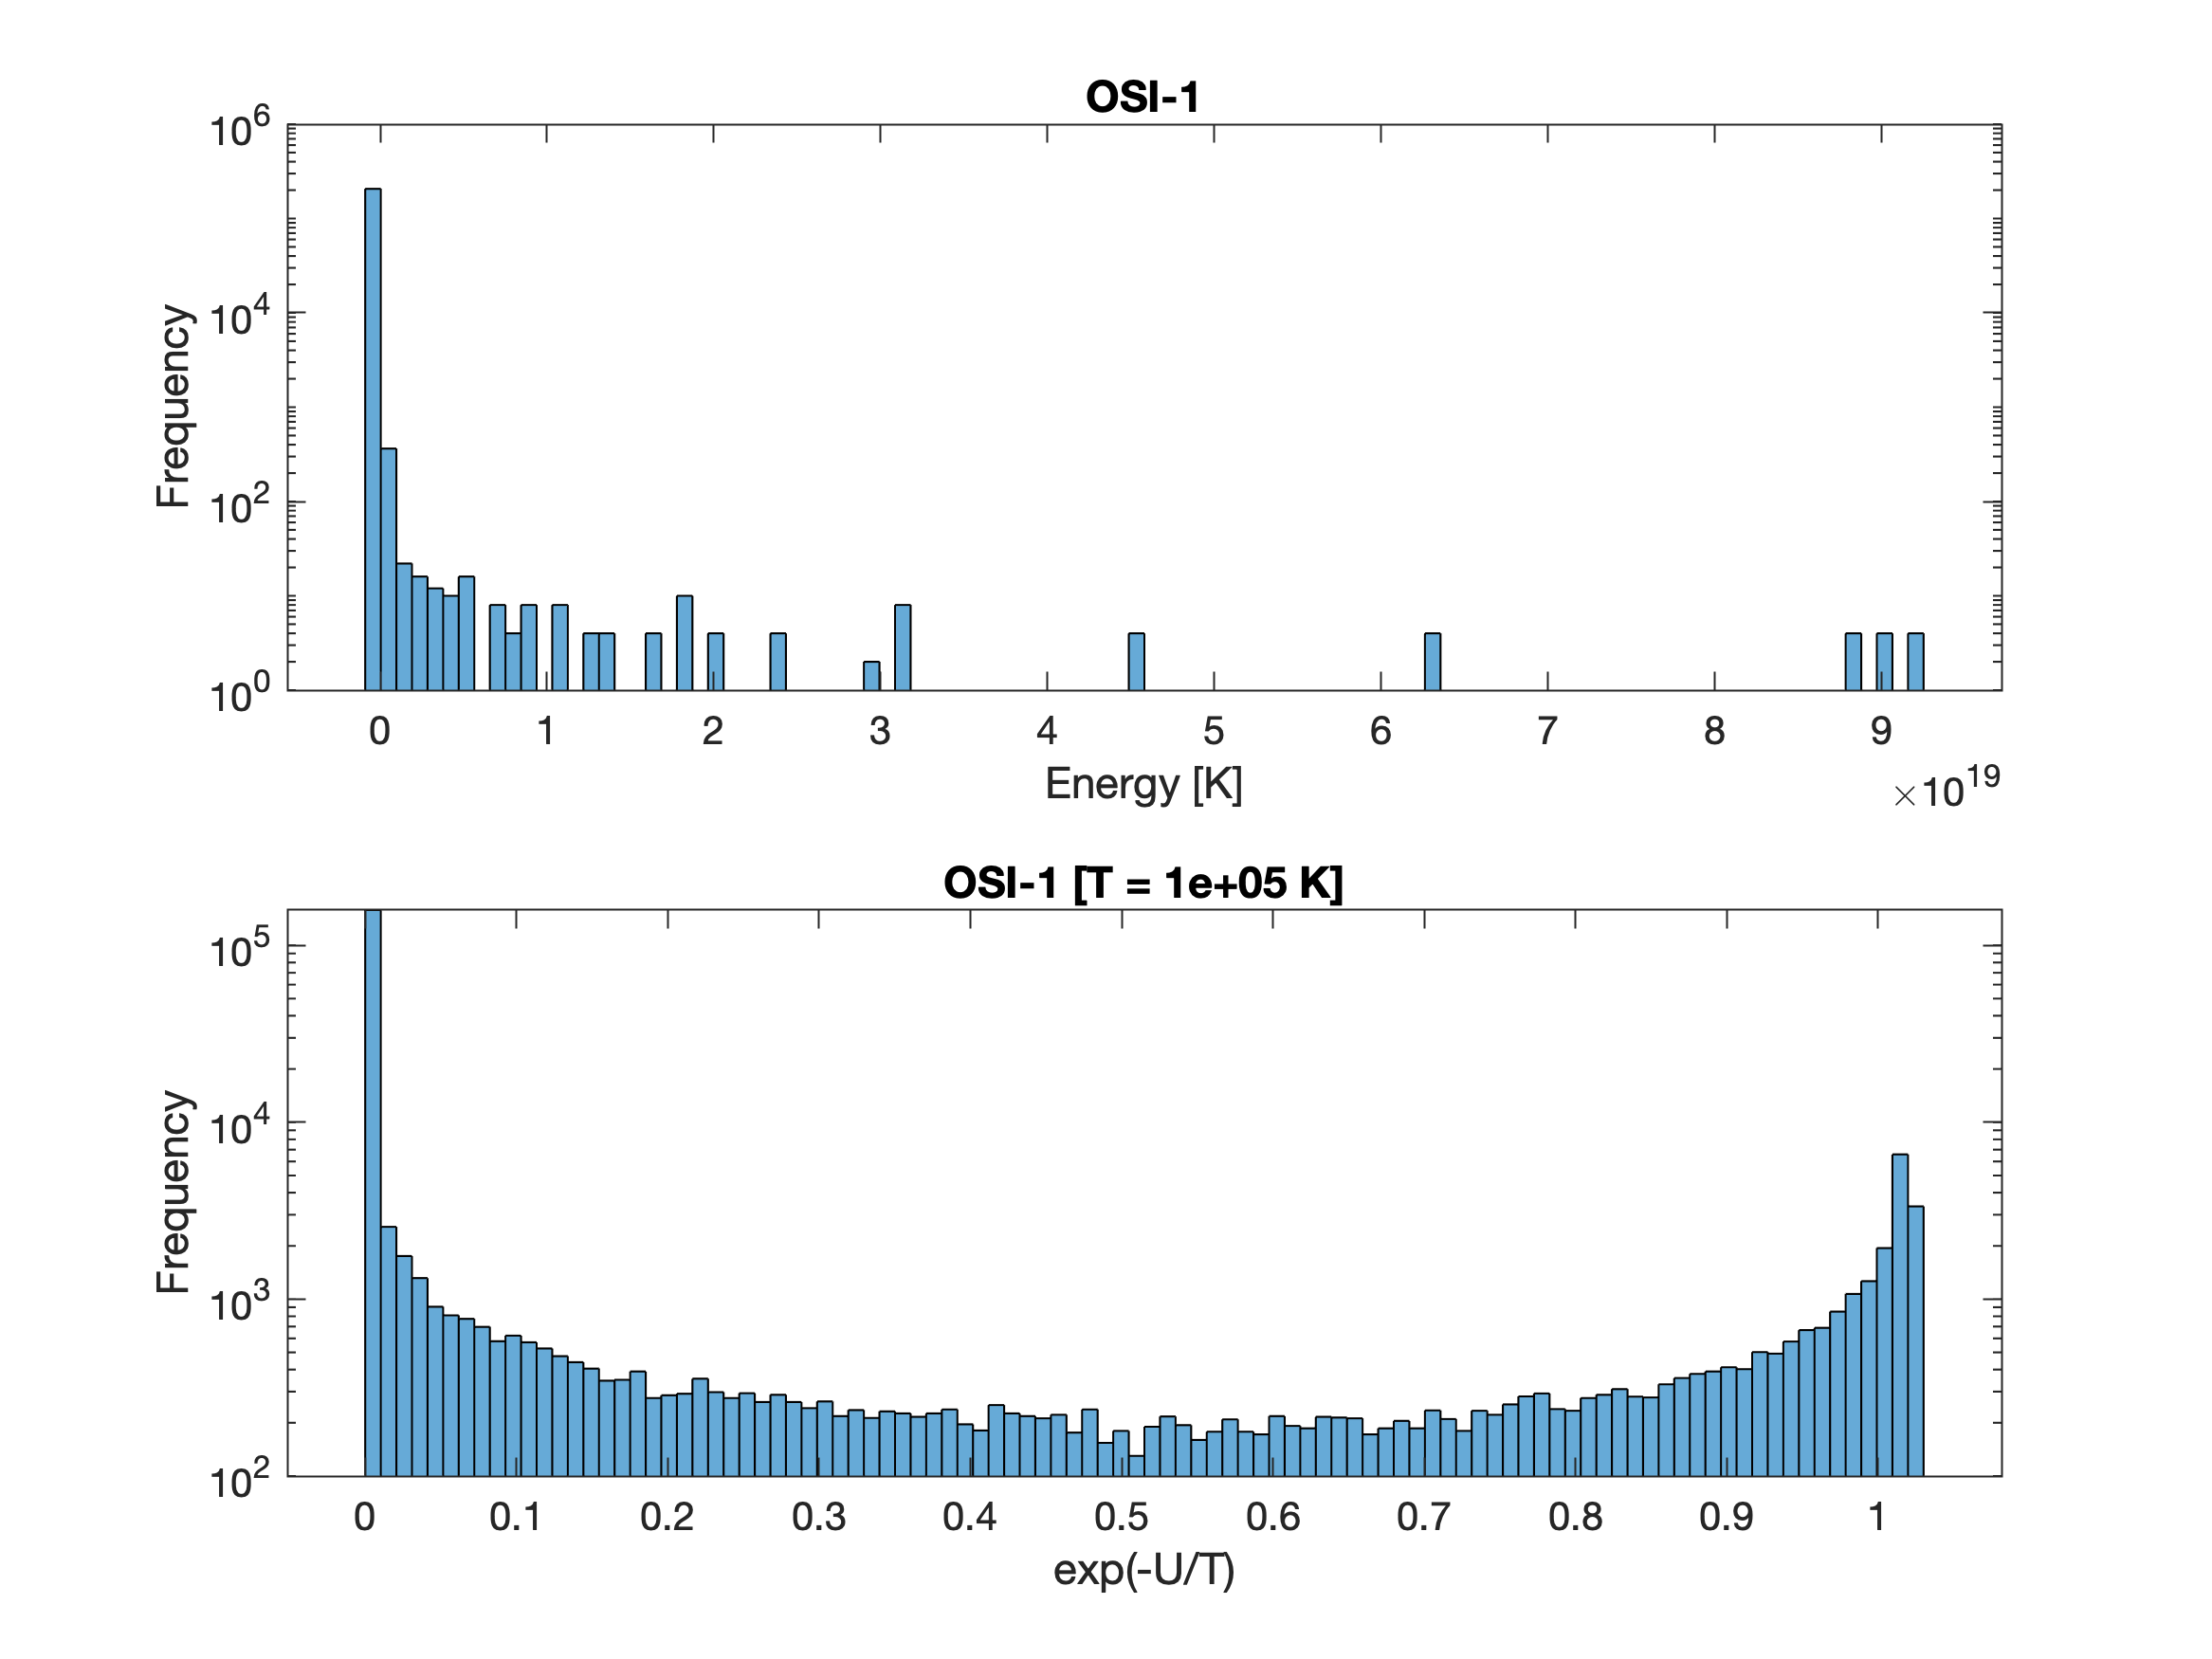 OSI-1
Frequency
10^6
10^4
10^2
10^0
0 1 2 3 4 5 6 7 8 9
Energy [K]
×10^19
OSI-1 [T = 1e+05 K]
Frequency
10^5
10^4
10^3
10^2
0 0.1 0.2 0.3 0.4 0.5 0.6 0.7 0.8 0.9 1
exp(-U/T)